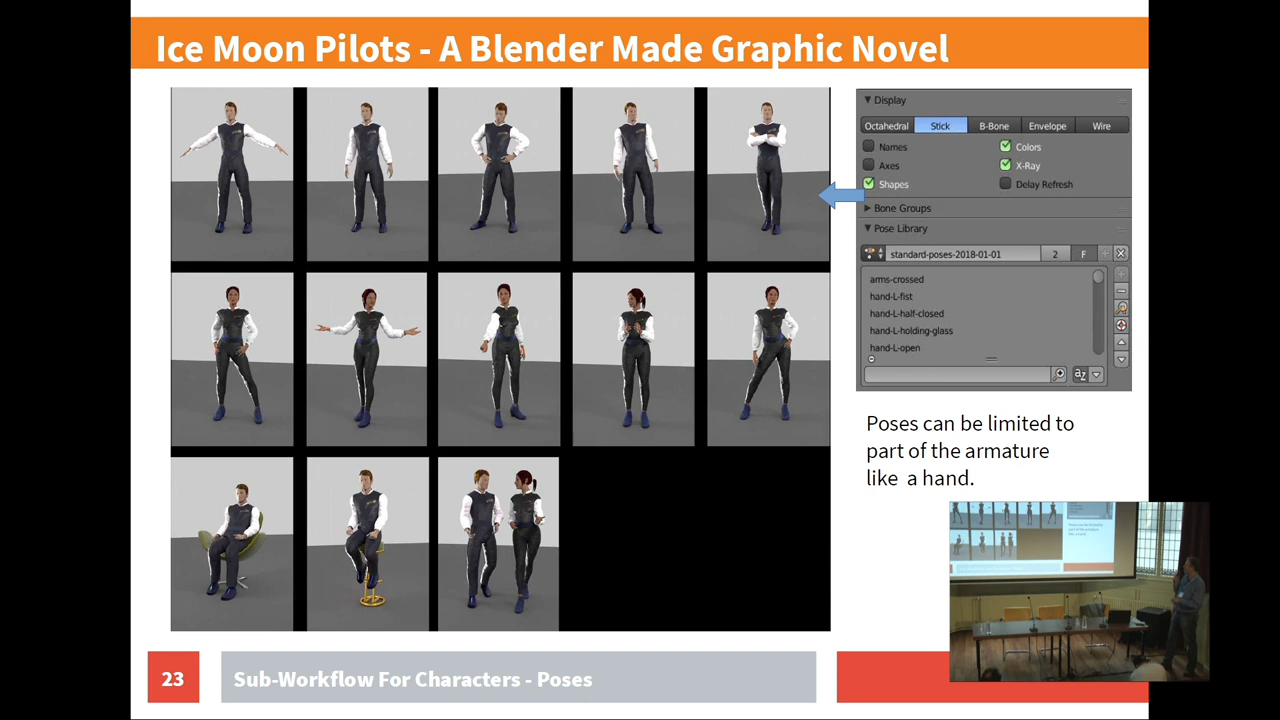 Ice Moon Pilots - A Blender Made Graphic Novel
Display
Octahedral Stick B-Bone Envelope Wire
Names Colors
Axes X-Ray
Shapes Delay Refresh
Bone Groups
Pose Library
standard-poses-2018-01-01 2 F
arms-crossed
hand-L-fist
hand-L-half-closed
hand-L-holding-glass
hand-L-open
Poses can be limited to
part of the armature
like a hand.
23 Sub-Workflow For Characters - Poses